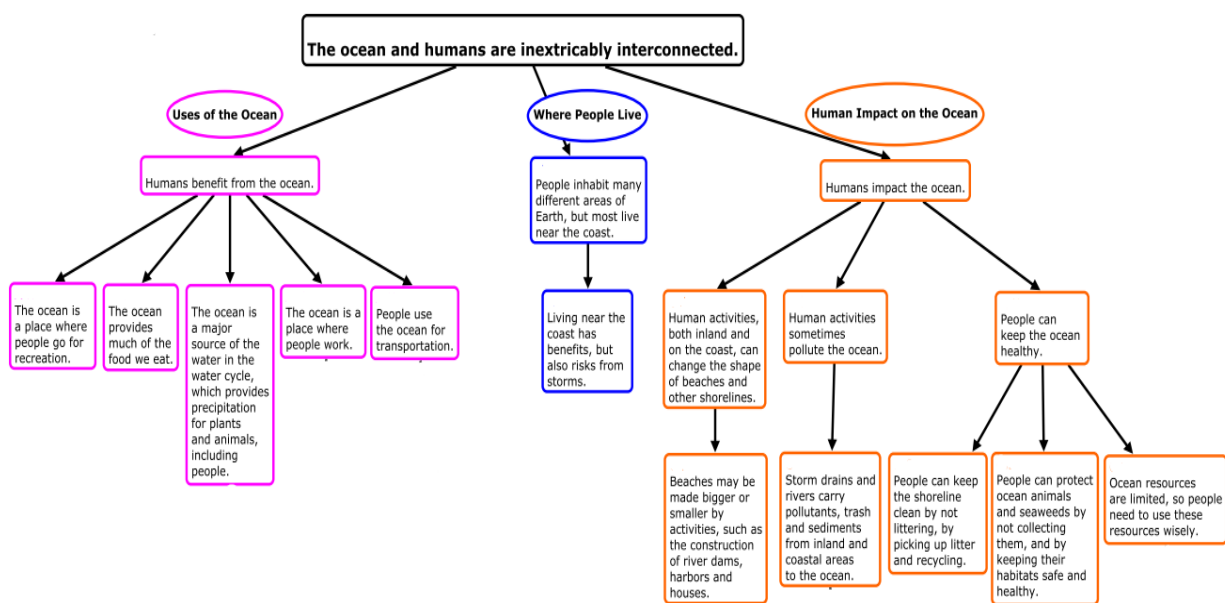 The ocean and humans are inextricably interconnected.
Uses of the Ocean
Where People Live
Human Impact on the Ocean
Humans benefit from the ocean.
People inhabit many
different areas of
Earth, but most live
near the coast.
Humans impact the ocean.
The ocean is
a place where
people go for
recreation.
The ocean
provides
much of the
food we eat.
The ocean is
a major
source of the
water in the
water cycle,
which provides
precipitation
for plants
and animals,
including
people.
The ocean is a
place where
people work.
People use
the ocean for
transportation.
Living near the
coast has
benefits, but
also risks from
storms.
Human activities,
both inland and
on the coast, can
change the shape
of beaches and
other shorelines.
Human activities
sometimes
pollute the ocean.
People can
keep the ocean
healthy.
Beaches may be
made bigger or
smaller by
activities, such as
the construction
of river dams,
harbors and
houses.
Storm drains and
rivers carry
pollutants, trash
and sediments
from inland and
coastal areas
to the ocean.
People can keep
the shoreline
clean by not
littering, by
picking up litter
and recycling.
People can protect
ocean animals
and seaweeds by
not collecting
them, and by
keeping their
habitats safe and
healthy.
Ocean resources
are limited, so people
need to use these
resources wisely.